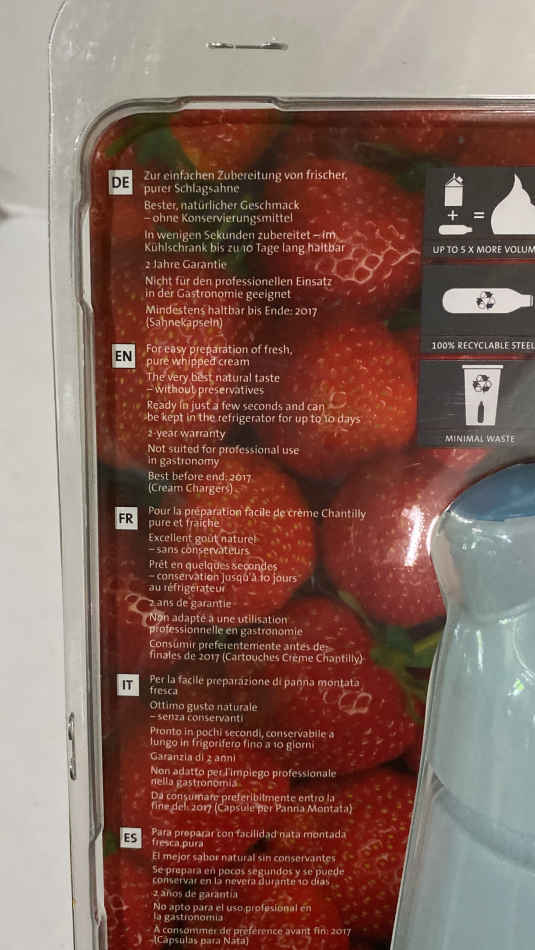 DE
Zur einfachen Zubereitung von frischer,
purer Schlagsahne
Bester, natürlicher Geschmack
– ohne Konservierungsmittel
In wenigen Sekunden zubereitet – im
Kühlschrank bis zu 10 Tage lang haltbar
2 Jahre Garantie
Nicht für den professionellen Einsatz
in der Gastronomie geeignet
Mindestens haltbar bis Ende: 2017
(Sahnekapseln)
EN
For easy preparation of fresh,
pure whipped cream
The very best natural taste
– without preservatives
Ready in just a few seconds and can
be kept in the refrigerator for up to 10 days
2-year warranty
Not suited for professional use
in gastronomy
Best before end: 2017
(Cream Chargers)
FR
Pour la préparation facile de crème Chantilly
pure et fraîche
Excellent goût naturel
– sans conservateurs
Prêt en quelques secondes
– conservation jusqu'à 10 jours
au réfrigérateur
2 ans de garantie
Non adapté à une utilisation
professionnelle en gastronomie
Consumir preferentemente antes de:
finales de 2017 (Cartouches Crème Chantilly)
IT
Per la facile preparazione di panna montata
fresca
Ottimo gusto naturale
– senza conservanti
Pronto in pochi secondi, conservabile a
lungo in frigorifero fino a 10 giorni
Garanzia di 2 anni
Non adatto per l'impiego professionale
nella gastronomia
Da consumare preferibilmente entro la
fine del: 2017 (Capsule per Panna Montata)
ES
Para preparar con facilidad nata montada
fresca,pura
El mejor sabor natural sin conservantes
Se prepara en pocos segundos y se puede
conservar en la nevera durante 10 días
2 años de garantía
No apto para el uso profesional en
la gastronomía
A consommer de préférence avant fin: 2017
(Cápsulas para Nata)
+ =
UP TO 5 X MORE VOLUM
100% RECYCLABLE STEEL
MINIMAL WASTE